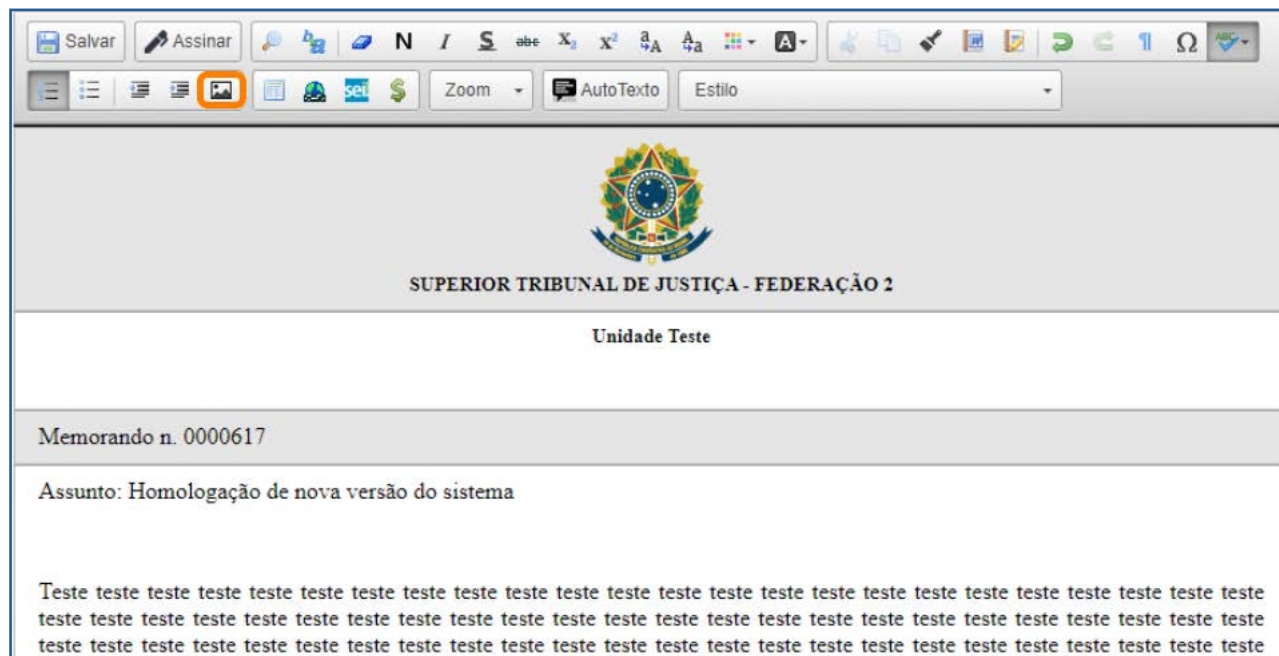 Salvar Assinar N I S abc X₂ X² Ω
sei $ Zoom AutoTexto Estilo
SUPERIOR TRIBUNAL DE JUSTIÇA - FEDERAÇÃO 2
Unidade Teste
Memorando n. 0000617
Assunto: Homologação de nova versão do sistema
Teste teste teste teste teste teste teste teste teste teste teste teste teste teste teste teste teste teste teste teste teste teste teste teste
teste teste teste teste teste teste teste teste teste teste teste teste teste teste teste teste teste teste teste teste teste teste teste teste
teste teste teste teste teste teste teste teste teste teste teste teste teste teste teste teste teste teste teste teste teste teste teste teste